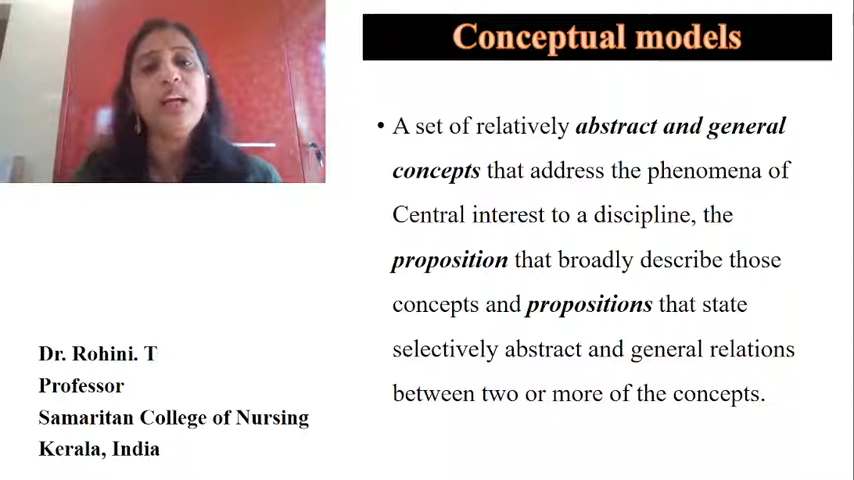 Conceptual models
• A set of relatively abstract and general
concepts that address the phenomena of
Central interest to a discipline, the
proposition that broadly describe those
concepts and propositions that state
selectively abstract and general relations
between two or more of the concepts.
Dr. Rohini. T
Professor
Samaritan College of Nursing
Kerala, India